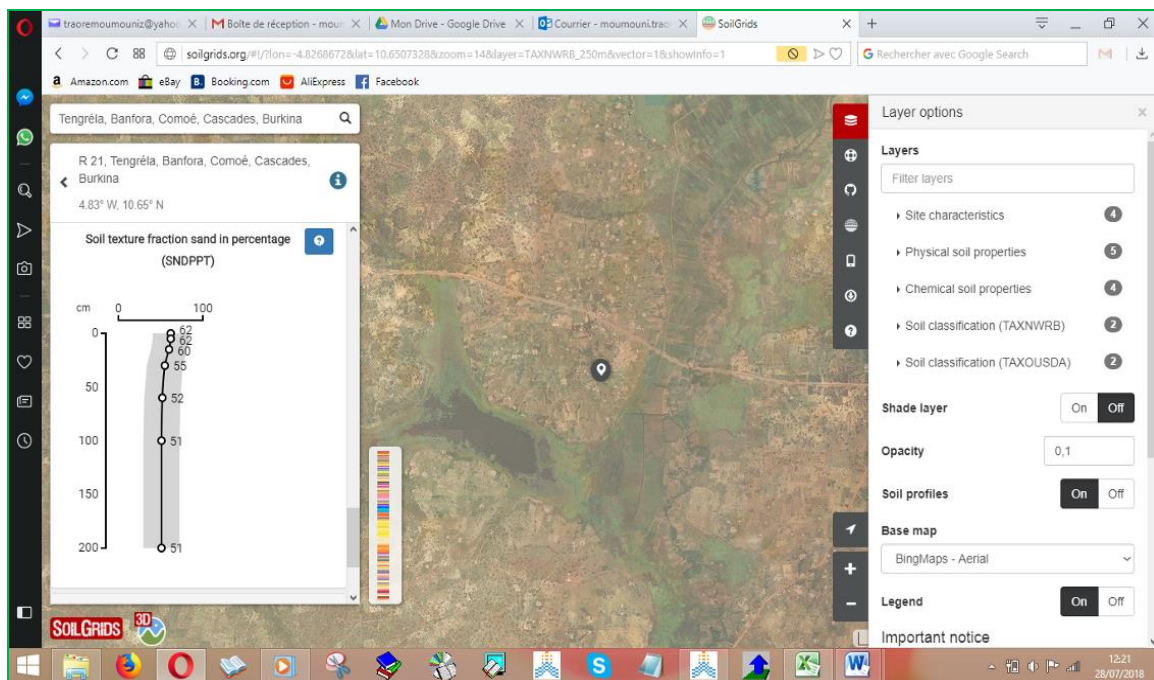 traoremoumouniz@yahoo
Boîte de réception - mour
Mon Drive - Google Drive
Courrier - moumouni.trao
SoilGrids
soilgrids.org/#!/?lon=-4.8268672&lat=10.6507328&zoom=14&layer=TAXNWRB_250m&vector=1&showInfo=1
Rechercher avec Google Search
Amazon.com
eBay
Booking.com
AliExpress
Facebook
Tengréla, Banfora, Comoé, Cascades, Burkina
R 21, Tengréla, Banfora, Comoé, Cascades,
Burkina
4.83° W, 10.65° N
Soil texture fraction sand in percentage
(SNDPPT)
cm 0 100
0
62
62
60
55
50
52
100
51
150
200
51
SOILGRIDS
3D
Layer options
Layers
Filter layers
Site characteristics 4
Physical soil properties 5
Chemical soil properties 4
Soil classification (TAXNWRB) 2
Soil classification (TAXOUSDA) 2
Shade layer On Off
Opacity 0,1
Soil profiles On Off
Base map
BingMaps - Aerial
Legend On Off
Important notice
12:21
28/07/2018